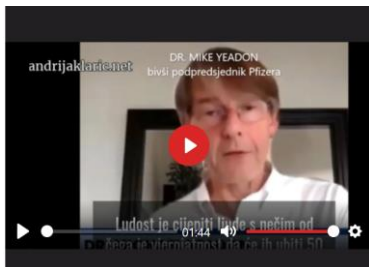 DR. MIKE YEADON
andrijaklaric.net
bivši podpredsjednik Pfizera
Ludost je cijepiti ljude s nečim od
čega je vjerojatnost da će ih ubiti 50
01:44